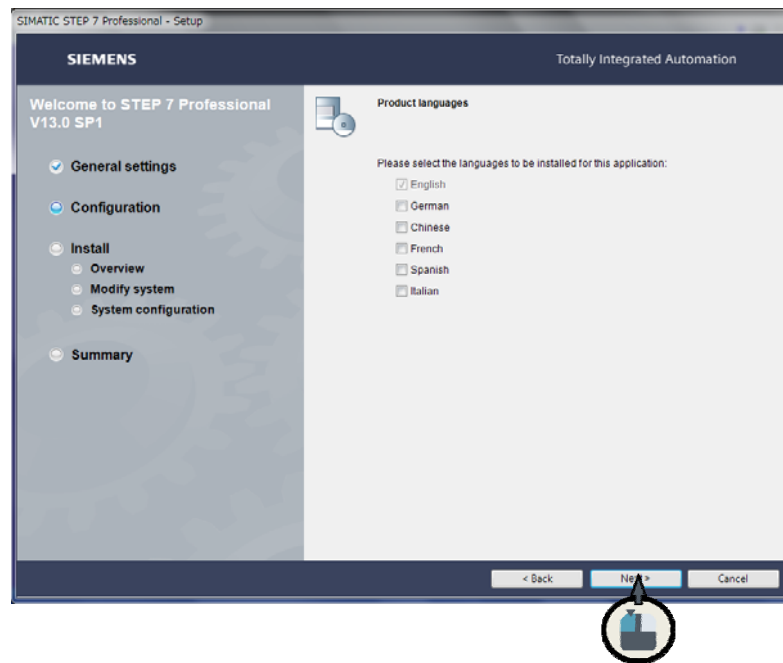 SIMATIC STEP 7 Professional - Setup
SIEMENS
Totally Integrated Automation
Welcome to STEP 7 Professional
V13.0 SP1
General settings
Configuration
Install
Overview
Modify system
System configuration
Summary
Product languages
Please select the languages to be installed for this application:
English
German
Chinese
French
Spanish
Italian
< Back
Next >
Cancel